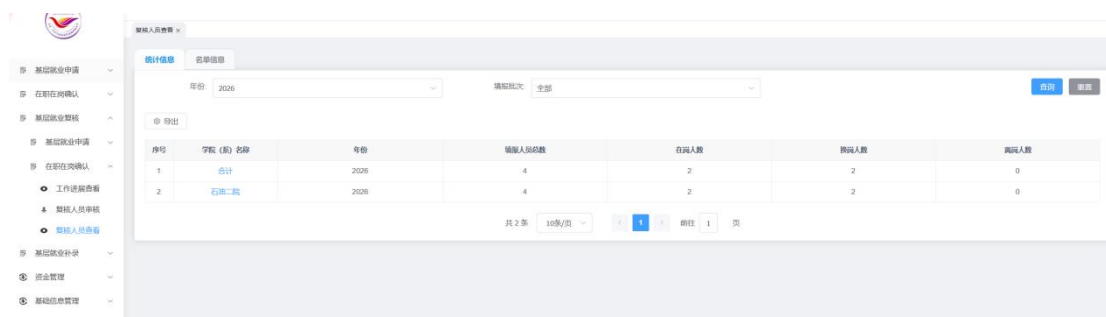 复核人员查看 ×
统计信息 名单信息
基层就业申请
在职在岗确认
基层就业复核
基层就业申请
在职在岗确认
工作进展查看
复核人员审核
复核人员查看
基层就业补录
资金管理
基础信息管理
年份: 2026 填报批次: 全部 查询 重置
导出
序号 学院（系）名称 年份 填报人员总数 在岗人数 换岗人数 离岗人数
1 合计 2026 4 2 2 0
2 石油二院 2026 4 2 2 0
共 2 条 10条/页 < 1 > 前往 1 页